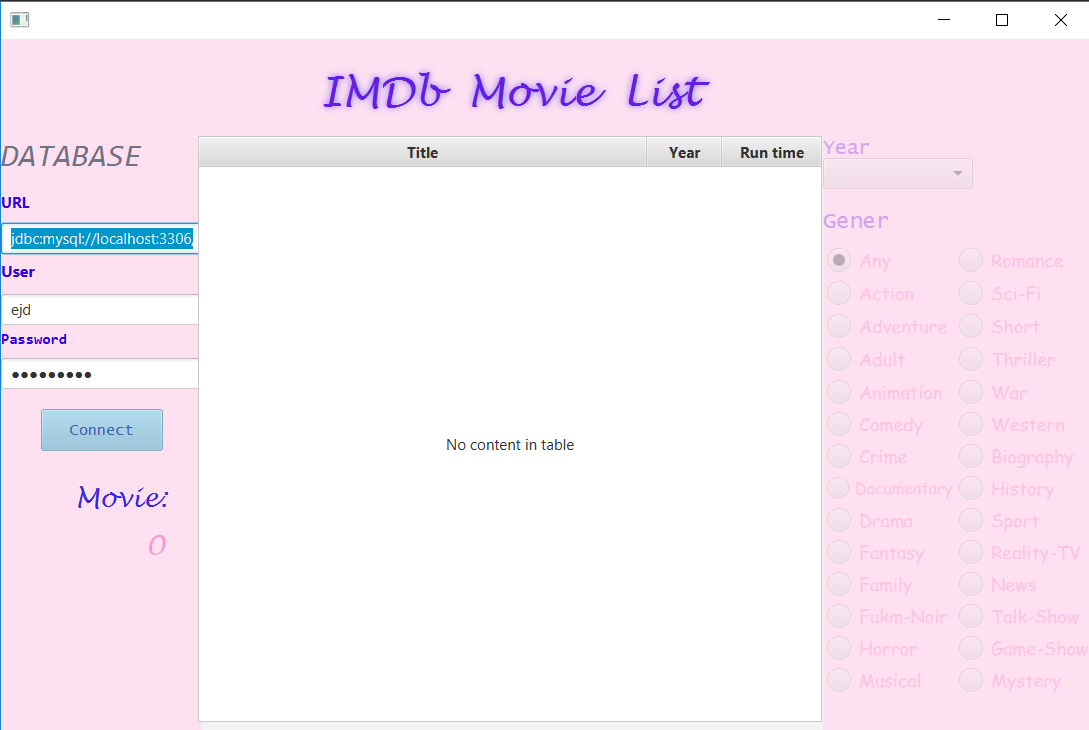 IMDb Movie List
DATABASE
URL
jdbc:mysql://localhost:3306/
User
ejd
Password
●●●●●●●●●
Connect
Movie:
0
Title Year Run time
No content in table
Year
Gener
Any Romance
Action Sci-Fi
Adventure Short
Adult Thriller
Animation War
Comedy Western
Crime Biography
Documentary History
Drama Sport
Fantasy Reality-TV
Family News
Fukm-Noir Talk-Show
Horror Game-Show
Musical Mystery